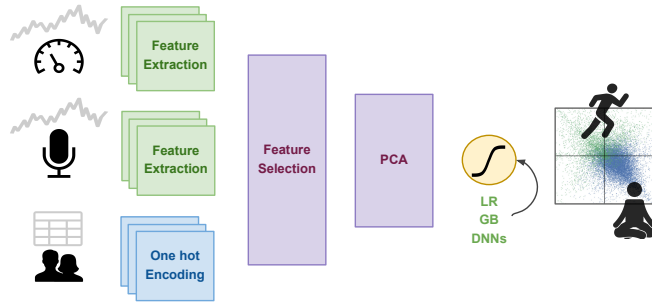 Feature
Extraction
Feature
Extraction
One hot
Encoding
Feature
Selection
PCA
LR
GB
DNNs